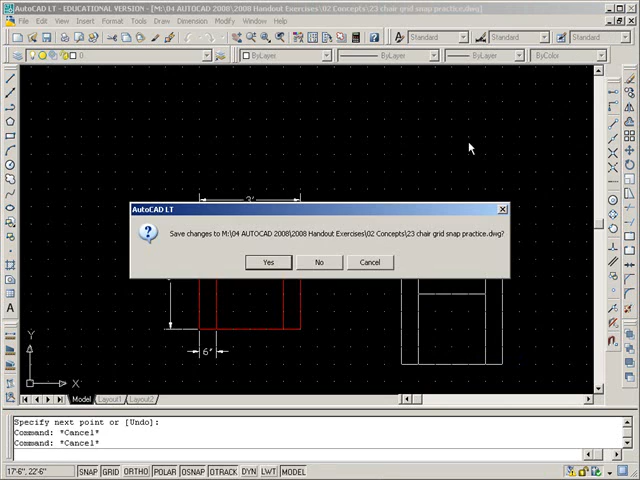 AutoCAD LT - EDUCATIONAL VERSION - [M:\04 AUTOCAD 2008\2008 Handout Exercises\02 Concepts\23 chair grid snap practice.dwg]
File Edit View Insert Format Tools Draw Dimension Modify Window Help
Standard Standard Standard
0 ByLayer ByLayer ByLayer ByColor
3'
AutoCAD LT
Save changes to M:\04 AUTOCAD 2008\2008 Handout Exercises\02 Concepts\23 chair grid snap practice.dwg?
Yes No Cancel
6"
Y
X
Model Layout1 Layout2
Specify next point or [Undo]:
Command: *Cancel*
Command: *Cancel*
Command:
17'-6", 22'-6" SNAP GRID ORTHO POLAR OSNAP OTRACK DYN LWT MODEL